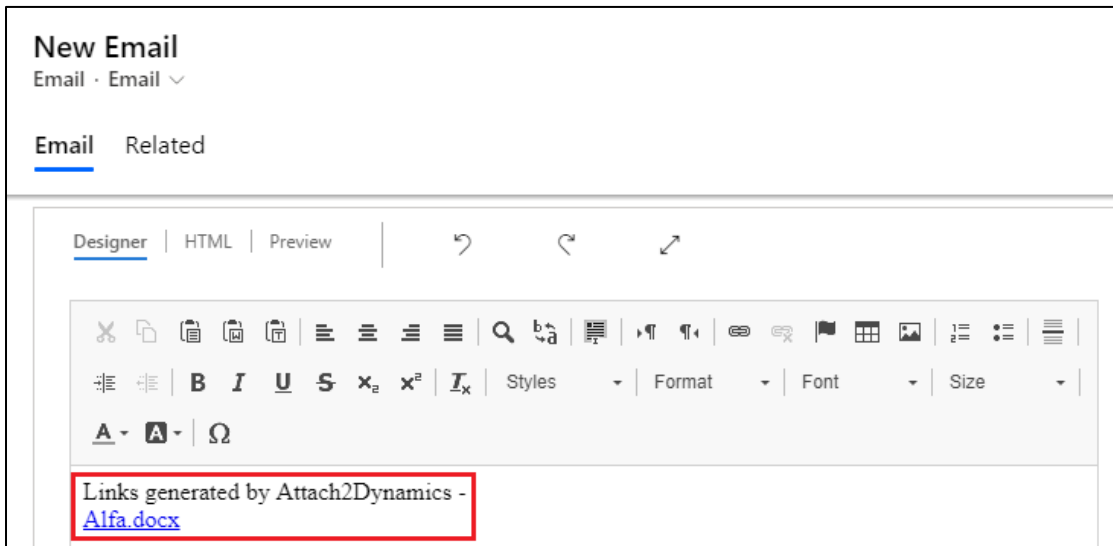 New Email
Email · Email
Email Related
Designer | HTML | Preview
B I U S x₂ x² Iₓ Styles Format Font Size
A A Ω
Links generated by Attach2Dynamics -
Alfa.docx